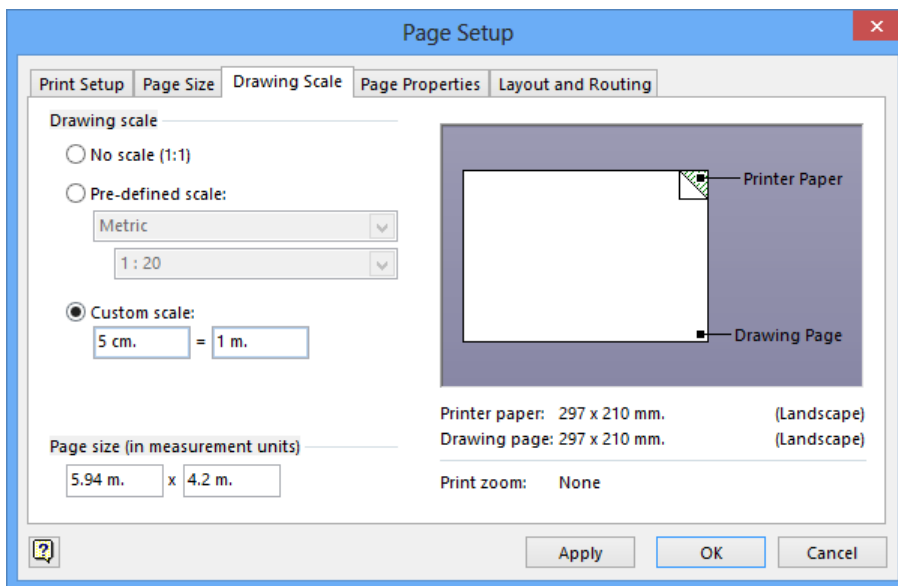 Page Setup
Print Setup Page Size Drawing Scale Page Properties Layout and Routing
Drawing scale
No scale (1:1)
Pre-defined scale:
Metric
1 : 20
Custom scale:
5 cm. = 1 m.
Page size (in measurement units)
5.94 m. x 4.2 m.
Printer Paper
Drawing Page
Printer paper: 297 x 210 mm. (Landscape)
Drawing page: 297 x 210 mm. (Landscape)
Print zoom: None
Apply OK Cancel